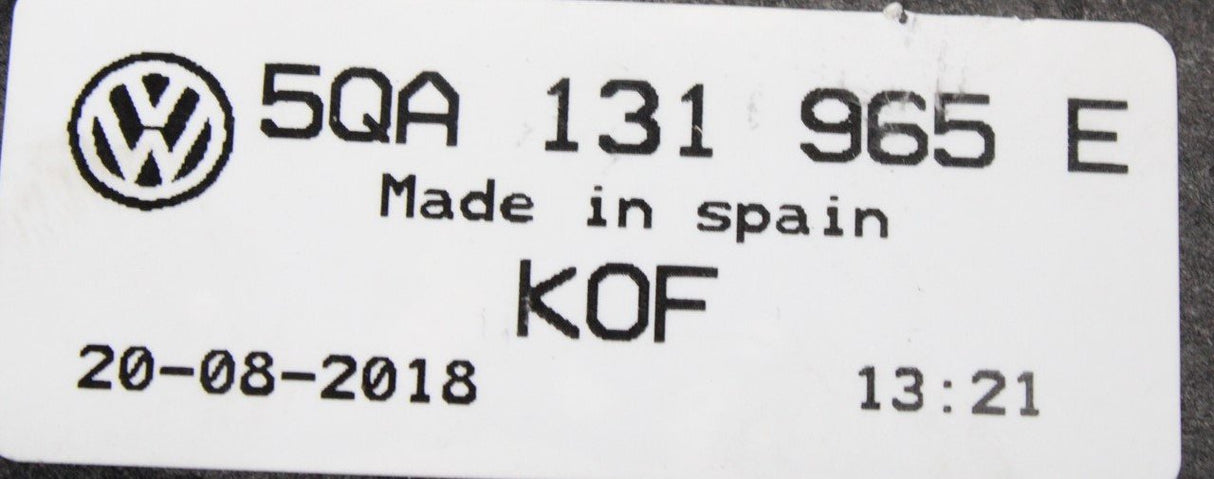 5QA 131 965 E
Made in spain
KOF
20-08-2018 13:21